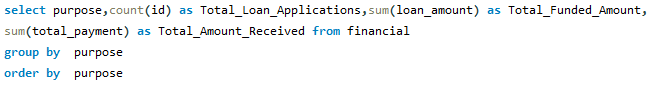 select purpose,count(id) as Total_Loan_Applications,sum(loan_amount) as Total_Funded_Amount,
sum(total_payment) as Total_Amount_Received from financial
group by  purpose
order by  purpose